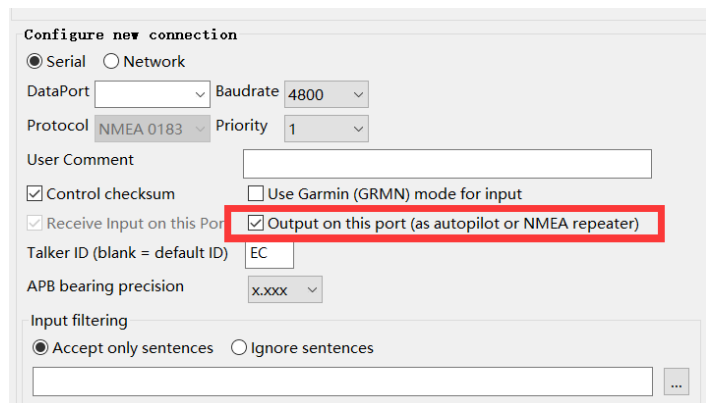 Configure new connection
Serial Network
DataPort Baudrate 4800
Protocol NMEA 0183 Priority 1
User Comment
Control checksum Use Garmin (GRMN) mode for input
Receive Input on this Por Output on this port (as autopilot or NMEA repeater)
Talker ID (blank = default ID) EC
APB bearing precision x.xxx
Input filtering
Accept only sentences Ignore sentences
...